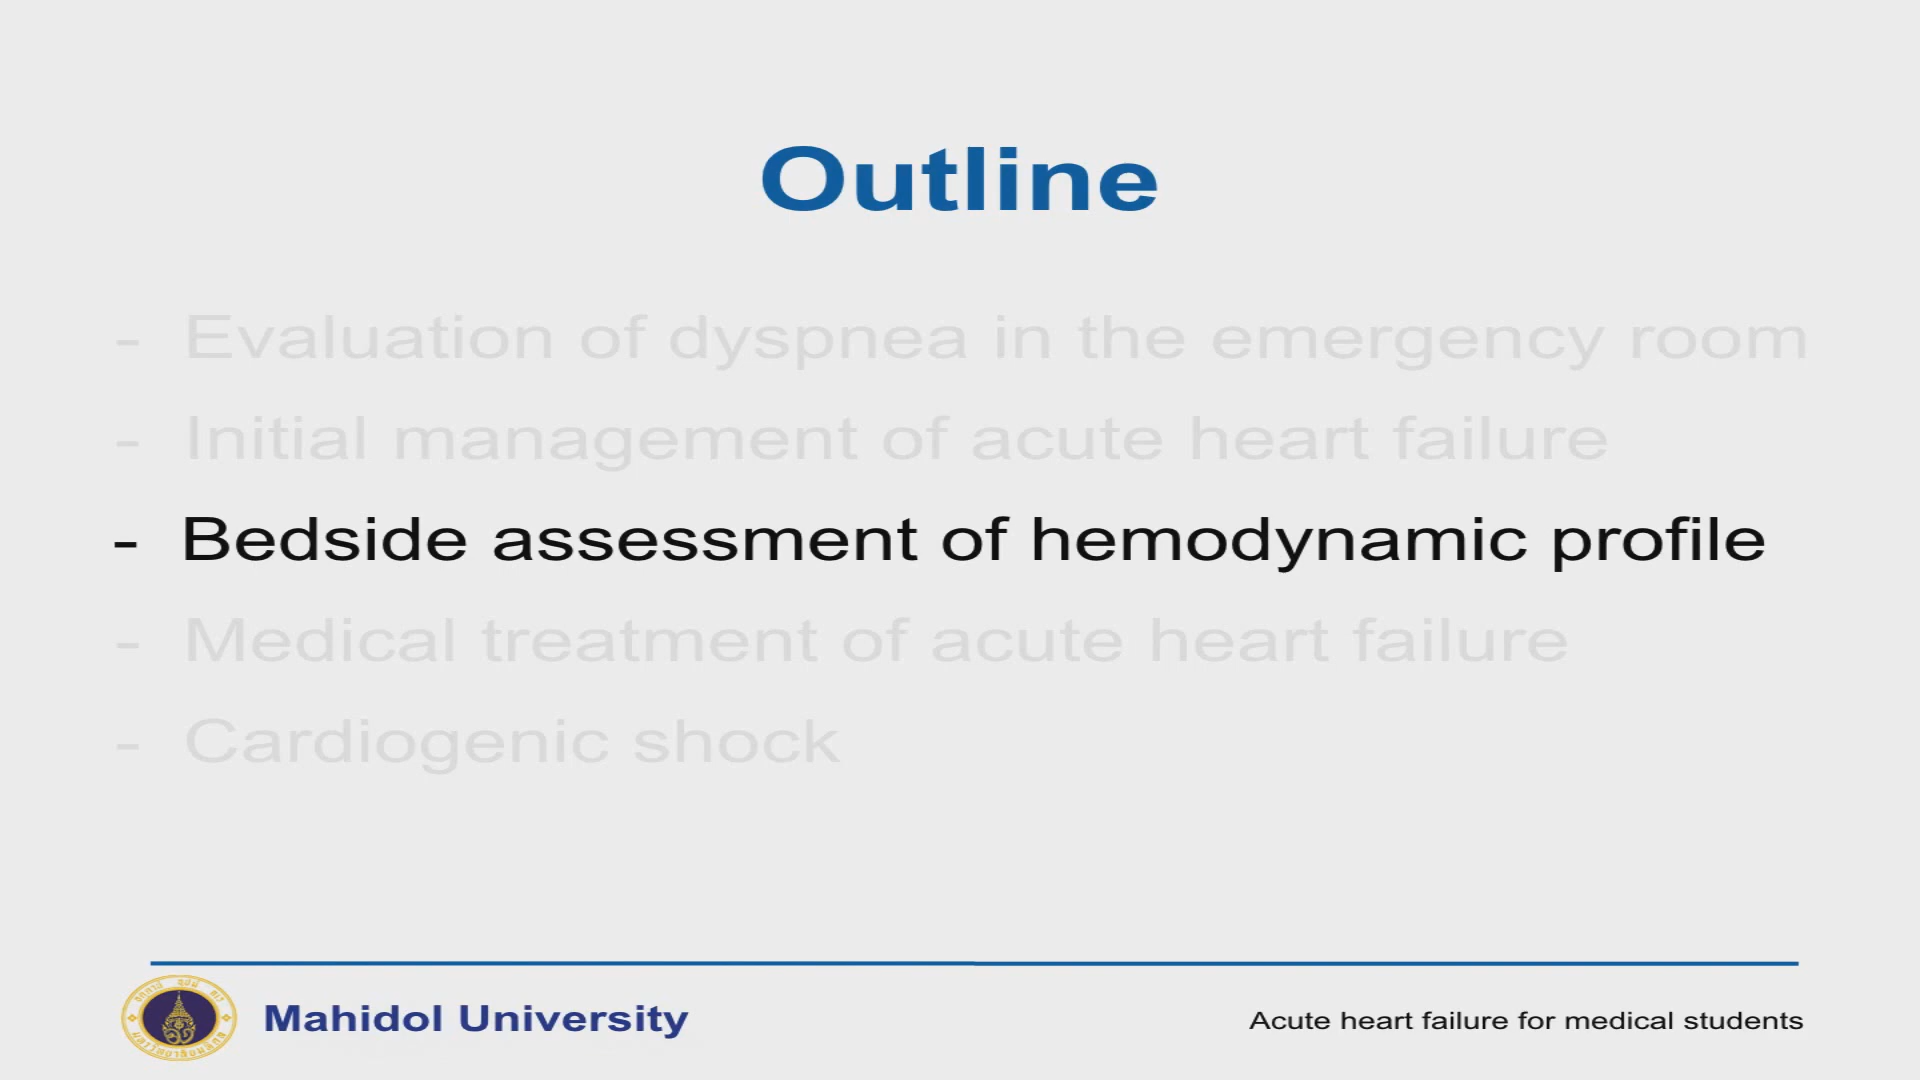 Outline
- Evaluation of dyspnea in the emergency room
- Initial management of acute heart failure
- Bedside assessment of hemodynamic profile
- Medical treatment of acute heart failure
- Cardiogenic shock
Mahidol University
Acute heart failure for medical students